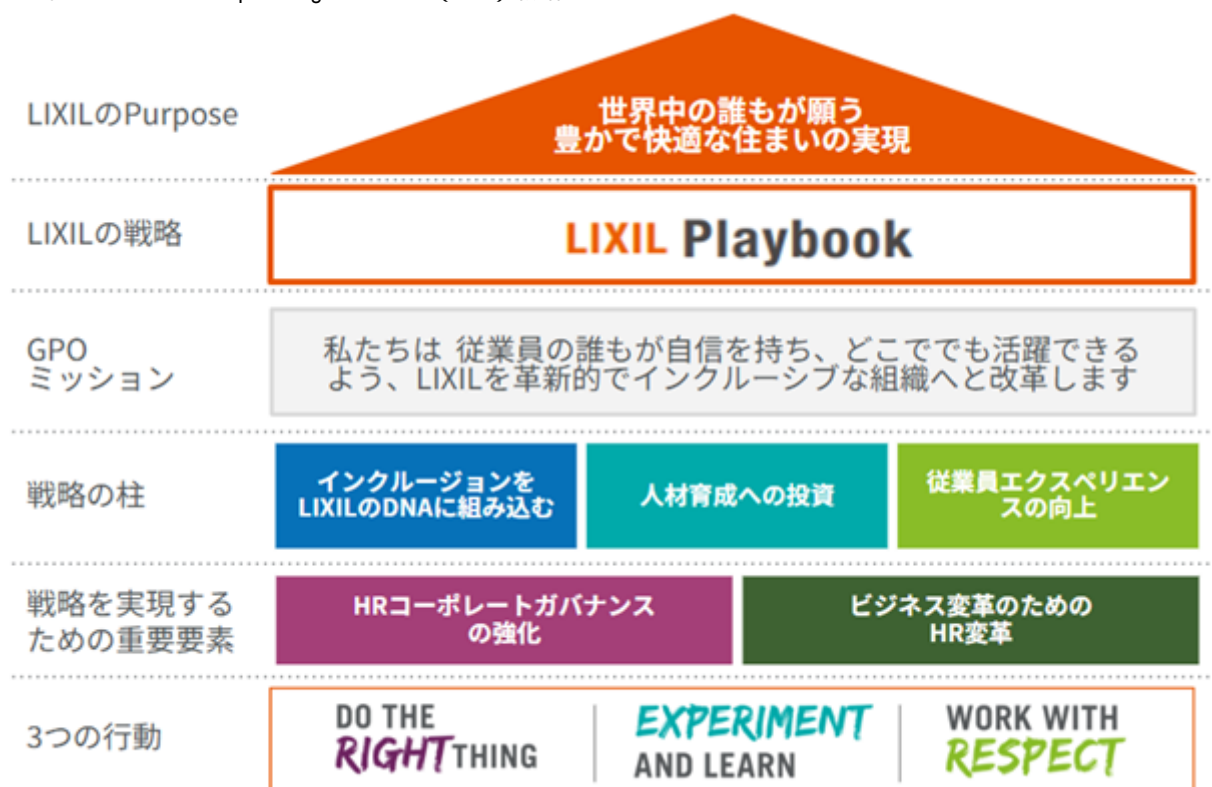 LIXILのPurpose
世界中の誰もが願う
豊かで快適な住まいの実現
LIXILの戦略
LIXIL Playbook
GPO
ミッション
私たちは 従業員の誰もが自信を持ち、どこででも活躍できる
よう、LIXILを革新的でインクルーシブな組織へと改革します
戦略の柱
インクルージョンを
LIXILのDNAに組み込む
人材育成への投資
従業員エクスペリエン
スの向上
戦略を実現する
ための重要要素
HRコーポレートガバナンス
の強化
ビジネス変革のための
HR変革
3つの行動
DO THE
RIGHT THING
EXPERIMENT
AND LEARN
WORK WITH
RESPECT